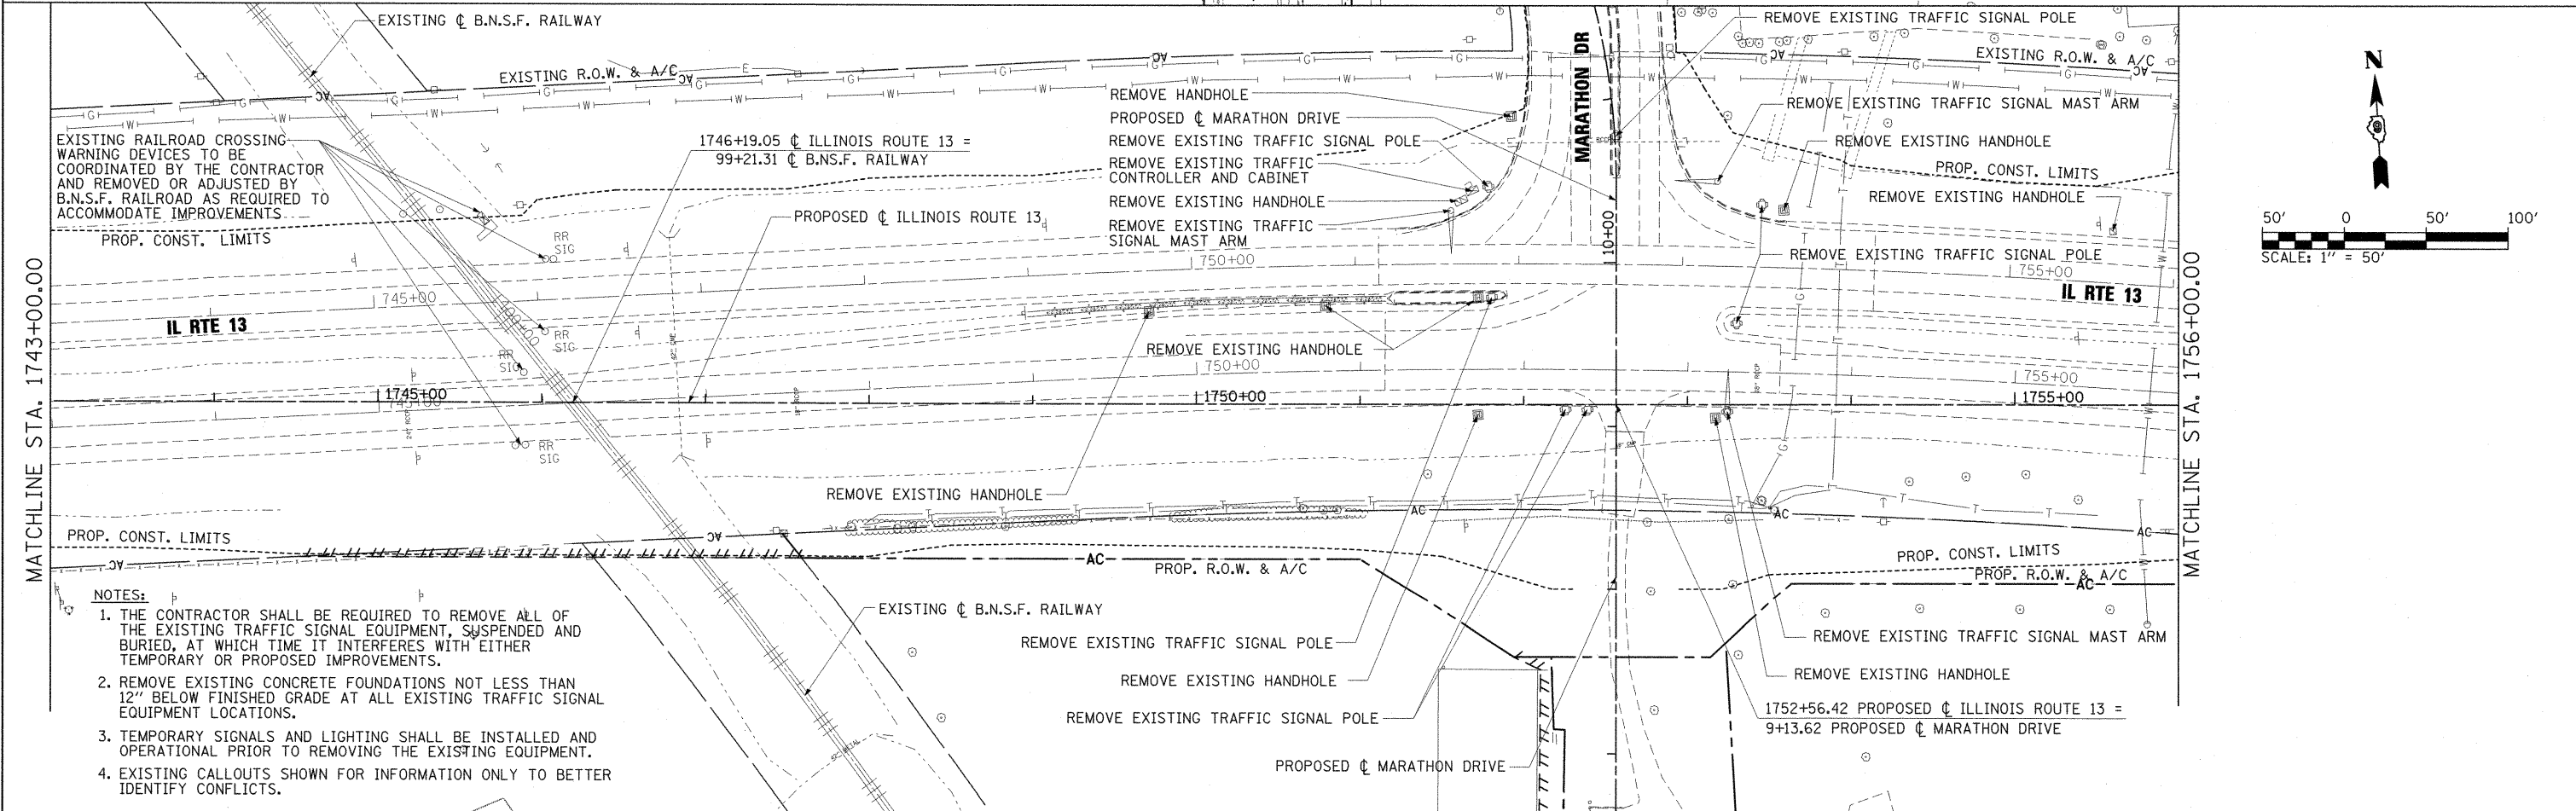 EXISTING ℄ B.N.S.F. RAILWAY
REMOVE EXISTING TRAFFIC SIGNAL POLE
EXISTING R.O.W. & A/C
EXISTING R.O.W. & A/C
MARATHON DR
N
REMOVE HANDHOLE
PROPOSED ℄ MARATHON DRIVE
REMOVE EXISTING TRAFFIC SIGNAL POLE
REMOVE EXISTING TRAFFIC
CONTROLLER AND CABINET
REMOVE EXISTING HANDHOLE
REMOVE EXISTING TRAFFIC
SIGNAL MAST ARM
REMOVE EXISTING TRAFFIC SIGNAL MAST ARM
REMOVE EXISTING HANDHOLE
PROP. CONST. LIMITS
REMOVE EXISTING HANDHOLE
REMOVE EXISTING TRAFFIC SIGNAL POLE
EXISTING RAILROAD CROSSING
WARNING DEVICES TO BE
COORDINATED BY THE CONTRACTOR
AND REMOVED OR ADJUSTED BY
B.N.S.F. RAILROAD AS REQUIRED TO
ACCOMMODATE IMPROVEMENTS
1746+19.05 ℄ ILLINOIS ROUTE 13 =
99+21.31 ℄ B.N.S.F. RAILWAY
PROPOSED ℄ ILLINOIS ROUTE 13
PROP. CONST. LIMITS
RR
SIG
50' 0 50' 100'
SCALE: 1" = 50'
MATCHLINE STA. 1743+00.00
MATCHLINE STA. 1756+00.00
110+00
750+00
755+00
745+00
IL RTE 13
IL RTE 13
RR
SIG
RR
SIG
REMOVE EXISTING HANDHOLE
750+00
755+00
1745+00
745+00
1750+00
1755+00
RR
SIG
REMOVE EXISTING HANDHOLE
PROP. CONST. LIMITS
AC
AC
AC
AC
AC
PROP. R.O.W. & A/C
PROP. CONST. LIMITS
PROP. R.O.W. & A/C
AC
NOTES:
1. THE CONTRACTOR SHALL BE REQUIRED TO REMOVE ALL OF
THE EXISTING TRAFFIC SIGNAL EQUIPMENT, SUSPENDED AND
BURIED, AT WHICH TIME IT INTERFERES WITH EITHER
TEMPORARY OR PROPOSED IMPROVEMENTS.
2. REMOVE EXISTING CONCRETE FOUNDATIONS NOT LESS THAN
12" BELOW FINISHED GRADE AT ALL EXISTING TRAFFIC SIGNAL
EQUIPMENT LOCATIONS.
3. TEMPORARY SIGNALS AND LIGHTING SHALL BE INSTALLED AND
OPERATIONAL PRIOR TO REMOVING THE EXISTING EQUIPMENT.
4. EXISTING CALLOUTS SHOWN FOR INFORMATION ONLY TO BETTER
IDENTIFY CONFLICTS.
EXISTING ℄ B.N.S.F. RAILWAY
REMOVE EXISTING TRAFFIC SIGNAL POLE
REMOVE EXISTING HANDHOLE
REMOVE EXISTING TRAFFIC SIGNAL POLE
PROPOSED ℄ MARATHON DRIVE
REMOVE EXISTING TRAFFIC SIGNAL MAST ARM
REMOVE EXISTING HANDHOLE
1752+56.42 PROPOSED ℄ ILLINOIS ROUTE 13 =
9+13.62 PROPOSED ℄ MARATHON DRIVE